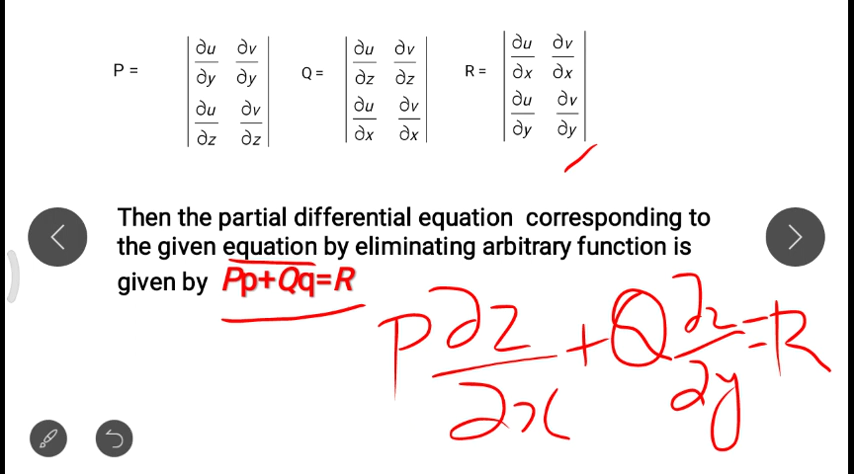 P = | ∂u/∂y ∂v/∂y | Q = | ∂u/∂z ∂v/∂z | R = | ∂u/∂x ∂v/∂x |
| ∂u/∂z ∂v/∂z | | ∂u/∂x ∂v/∂x | | ∂u/∂y ∂v/∂y |
Then the partial differential equation corresponding to
the given equation by eliminating arbitrary function is
given by Pp+Qq=R
P ∂z/∂x + Q ∂z/∂y = R